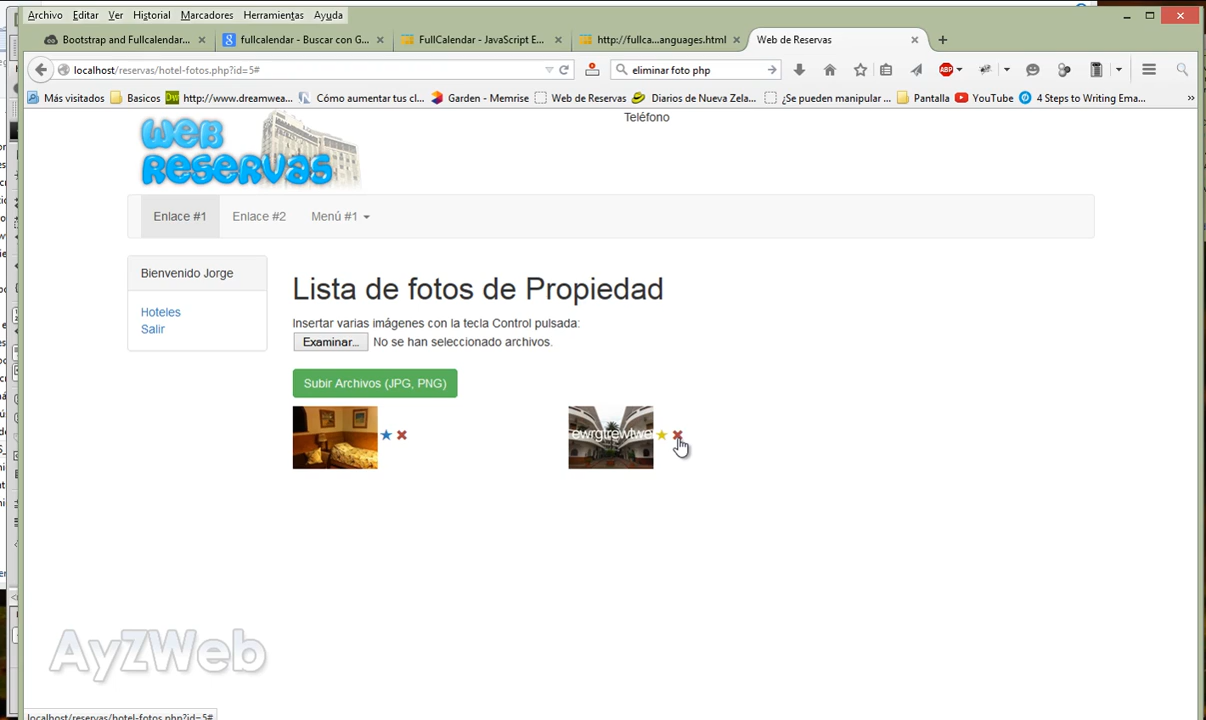 Archivo Editar Ver Historial Marcadores Herramientas Ayuda
Bootstrap and Fullcalendar... fullcalendar - Buscar con G... FullCalendar - JavaScript E... http://fullca...anguages.html Web de Reservas
localhost/reservas/hotel-fotos.php?id=5# eliminar foto php ABP
Más visitados Basicos DW http://www.dreamwea... Cómo aumentar tus cl... Garden - Memrise Web de Reservas Diarios de Nueva Zela... ¿Se pueden manipular ... Pantalla YouTube 4 Steps to Writing Ema... »
Teléfono
WEB
RESERVAS
Enlace #1 Enlace #2 Menú #1
Bienvenido Jorge
Hoteles
Salir
Lista de fotos de Propiedad
Insertar varias imágenes con la tecla Control pulsada:
Examinar... No se han seleccionado archivos.
Subir Archivos (JPG, PNG)
ewrgtrewtwe
AyZWeb
localhost/reservas/hotel-fotos.php?id=5#